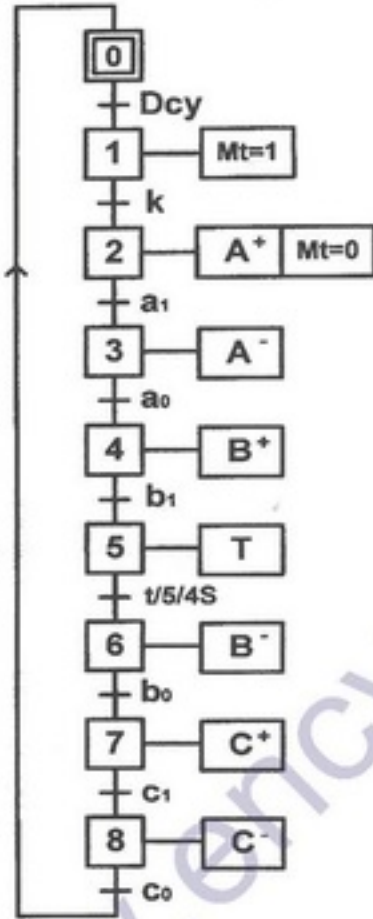 0
Dcy
1 Mt=1
k
2 A⁺ Mt=0
a₁
3 A⁻
a₀
4 B⁺
b₁
5 T
t/5/4S
6 B⁻
b₀
7 C⁺
c₁
8 C⁻
c₀
ency